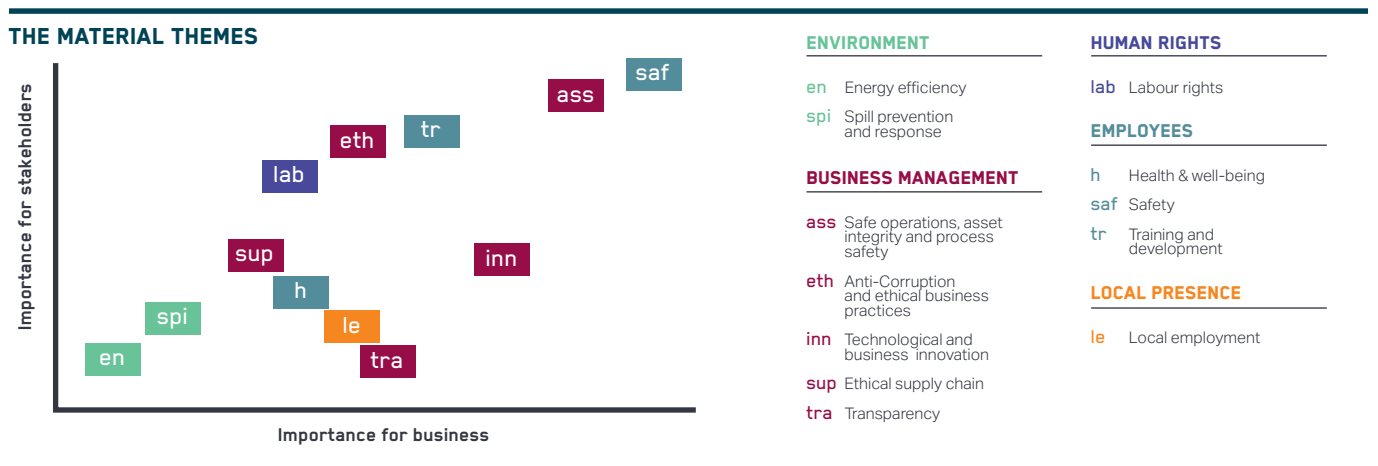 THE MATERIAL THEMES
Importance for stakeholders
saf
ass
tr
eth
lab
sup
inn
h
spi
le
en
tra
Importance for business
ENVIRONMENT
en Energy efficiency
spi Spill prevention
and response
BUSINESS MANAGEMENT
ass Safe operations, asset
integrity and process
safety
eth Anti-Corruption
and ethical business
practices
inn Technological and
business innovation
sup Ethical supply chain
tra Transparency
HUMAN RIGHTS
lab Labour rights
EMPLOYEES
h Health & well-being
saf Safety
tr Training and
development
LOCAL PRESENCE
le Local employment